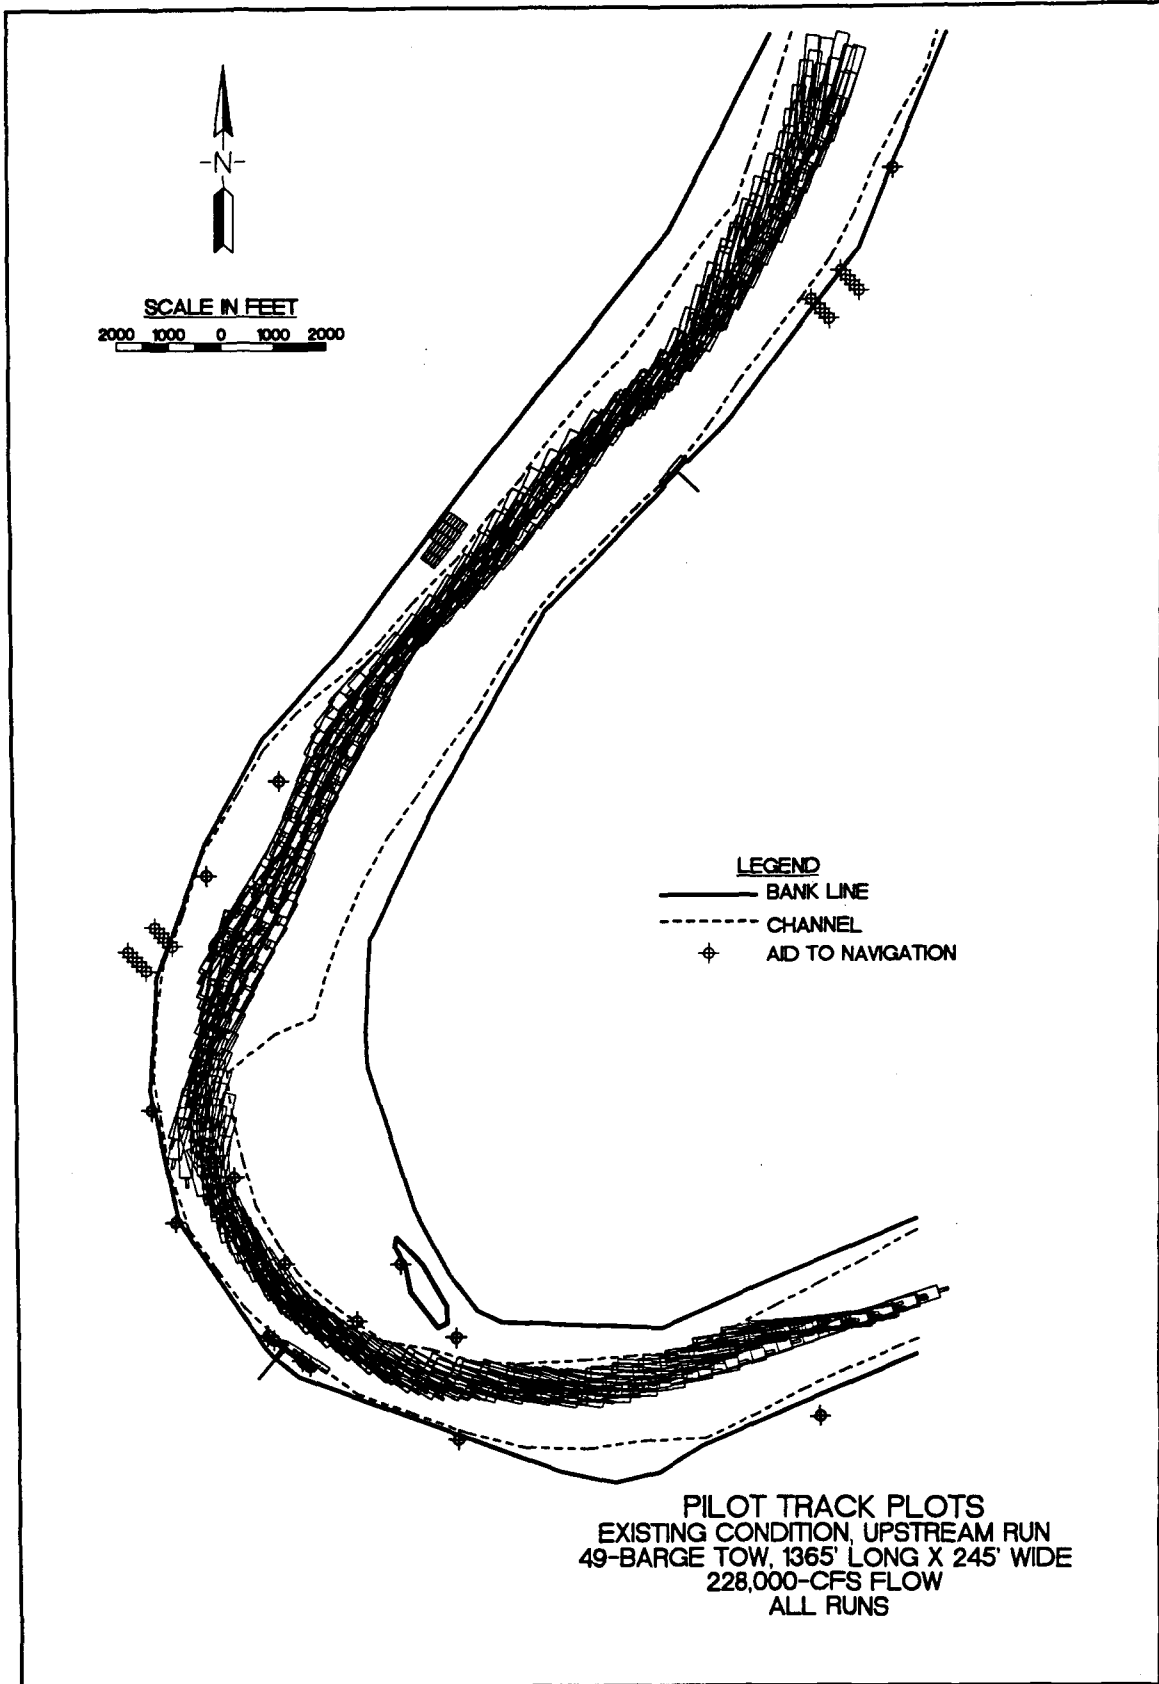 -N-
SCALE IN FEET
2000 1000 0 1000 2000
LEGEND
BANK LINE
CHANNEL
AID TO NAVIGATION
PILOT TRACK PLOTS
EXISTING CONDITION, UPSTREAM RUN
49-BARGE TOW, 1365' LONG X 245' WIDE
228,000-CFS FLOW
ALL RUNS